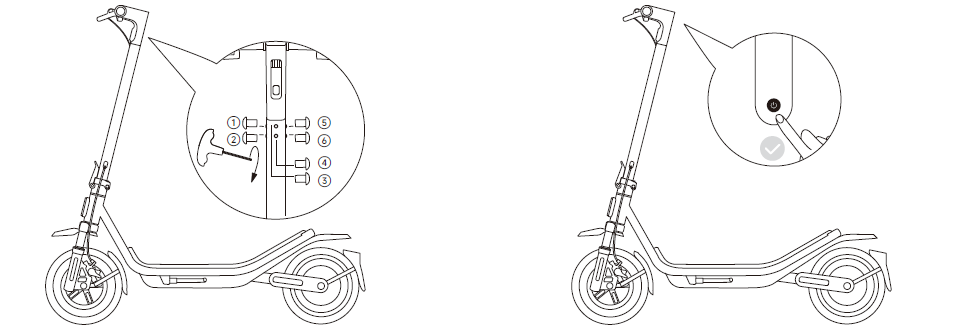 ① ⑤
② ⑥
④
③